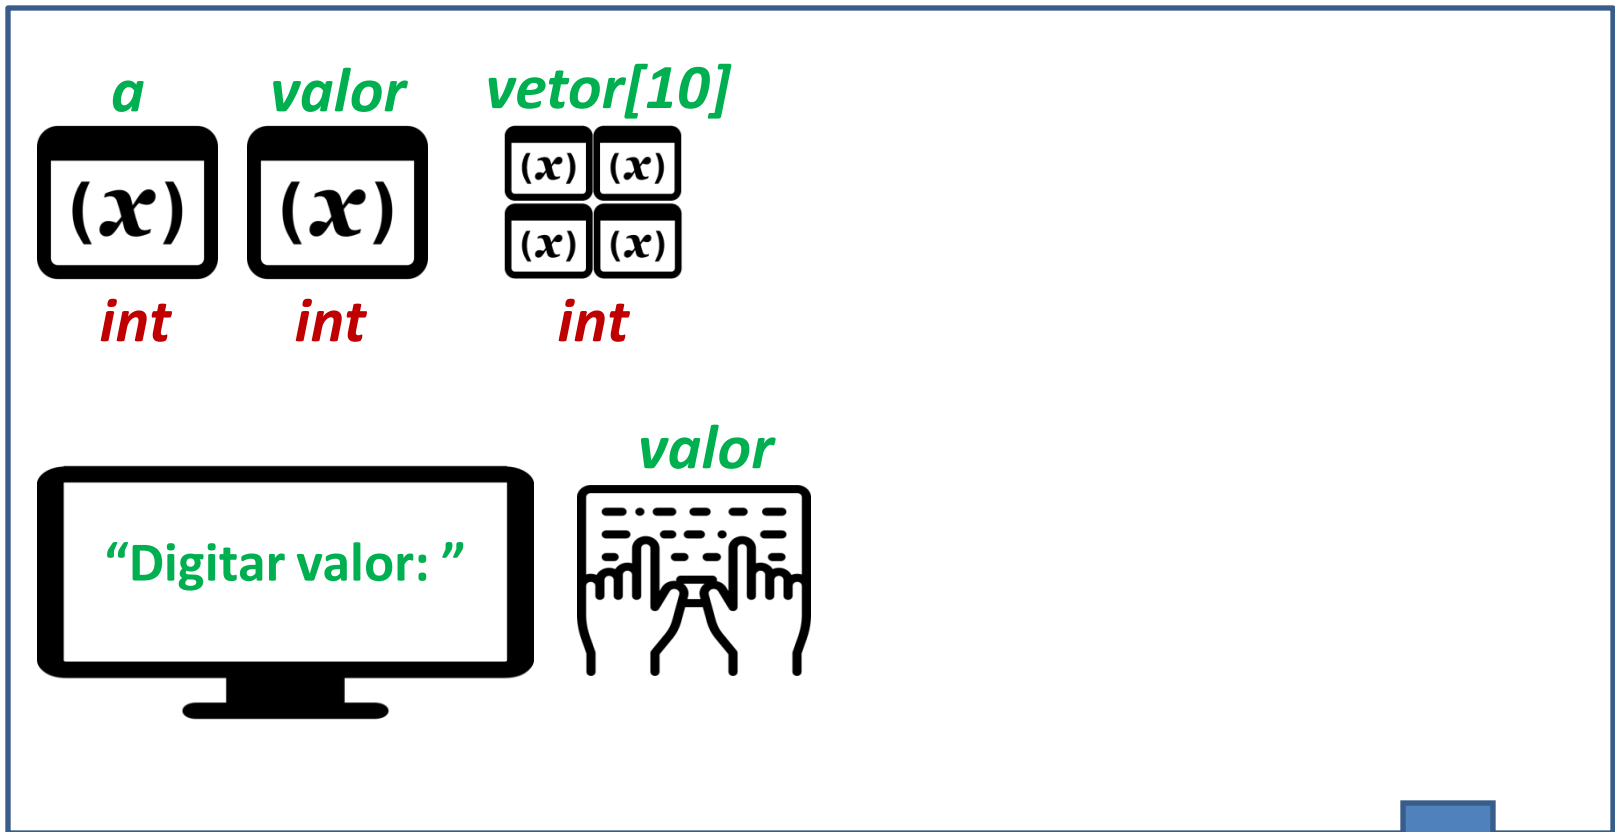 a valor vetor[10]
(x) (x) (x) (x)
(x) (x)
int int int
valor
“Digitar valor: ”